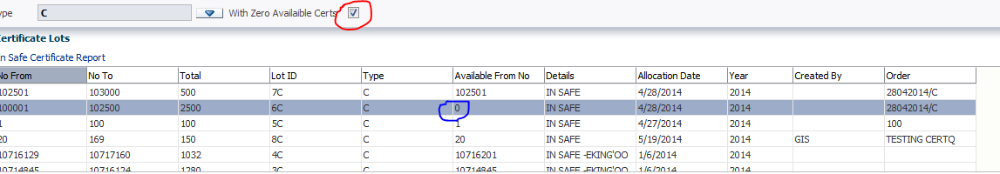 ype C With Zero Availaible Certs
Certificate Lots
n Safe Certificate Report
No From No To Total Lot ID Type Available From No Details Allocation Date Year Created By Order
102501 103000 500 7C C 102501 IN SAFE 4/28/2014 2014 28042014/C
100001 102500 2500 6C C 0 IN SAFE 4/28/2014 2014 28042014/C
1 100 100 5C C 1 IN SAFE 4/27/2014 2014 100
20 169 150 8C C 20 IN SAFE 5/19/2014 2014 GIS TESTING CERTQ
10716129 10717160 1032 4C C 10716201 IN SAFE -EKING'OO 1/6/2014 2014
10714845 10716124 1280 3C C 10714845 IN SAFE -EKING'OO 1/6/2014 2014